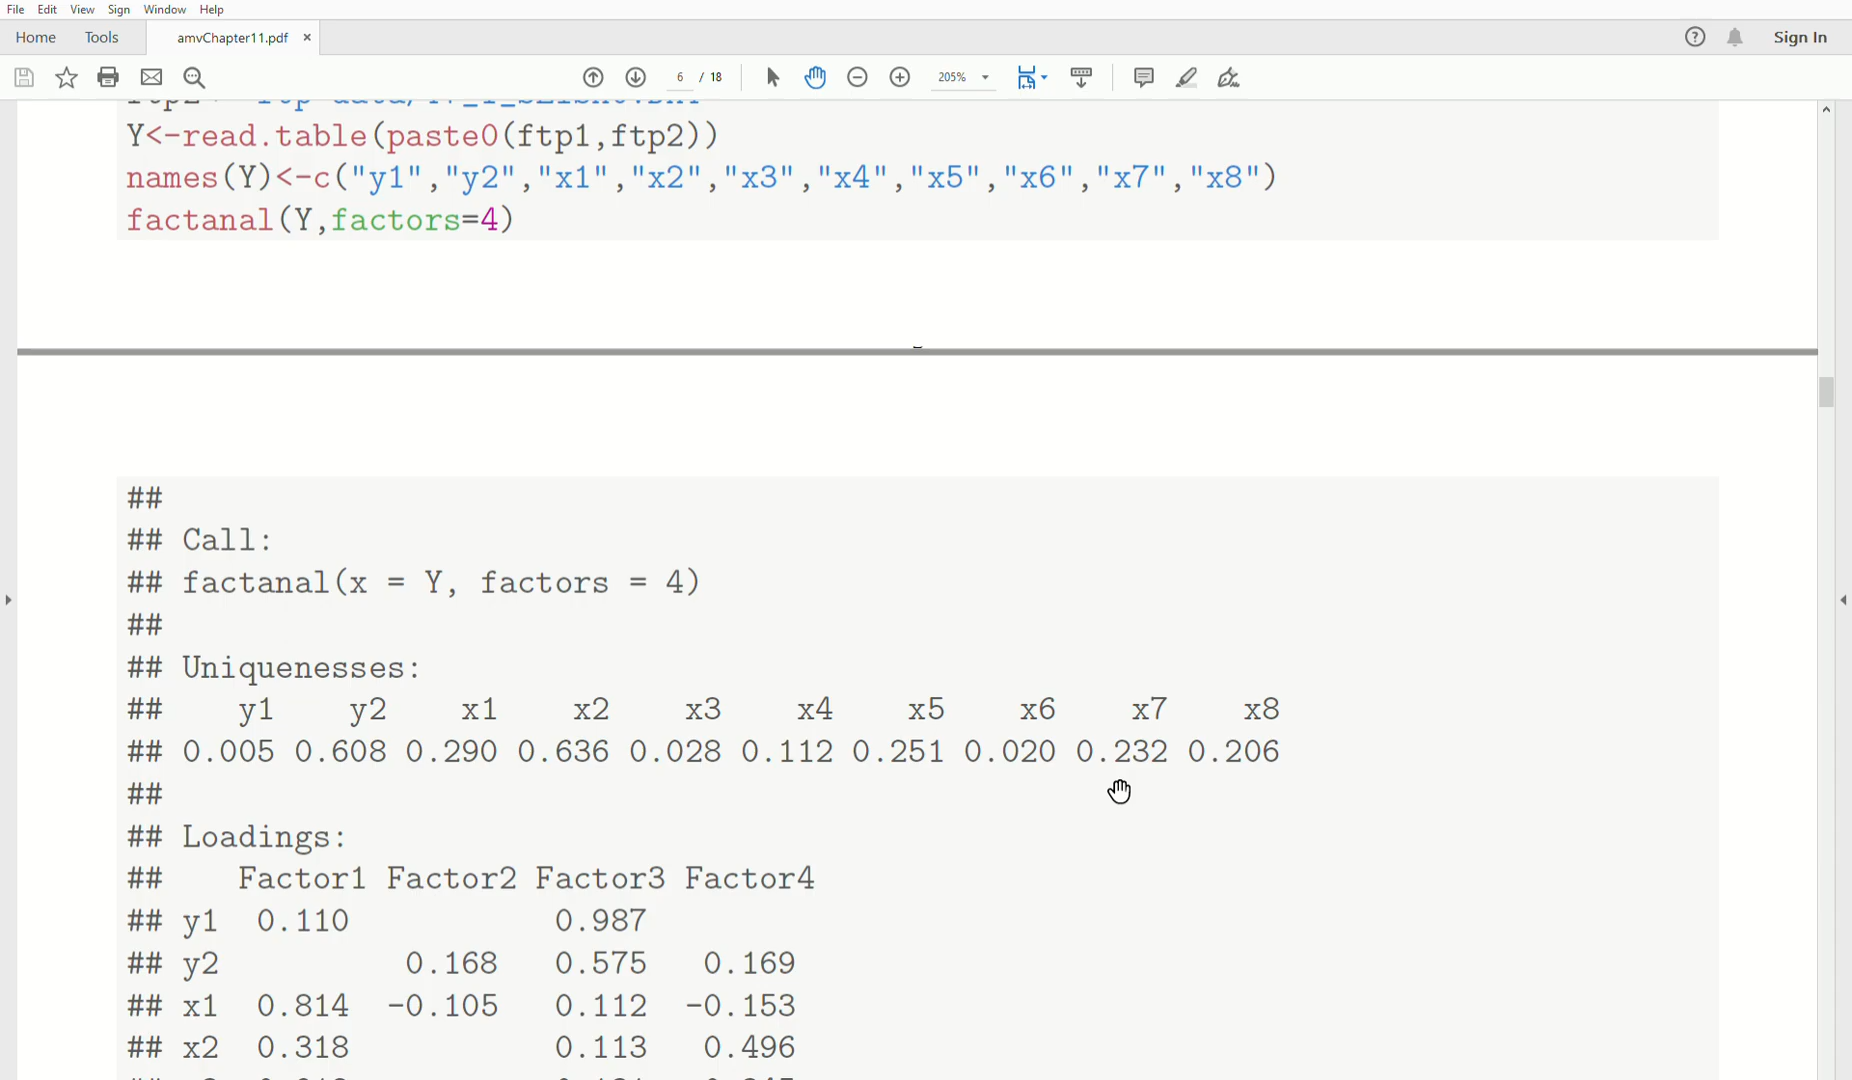 File Edit View Sign Window Help
Home Tools amvChapter11.pdf × Sign In
6 / 18 205%
Y<-read.table(paste0(ftp1,ftp2))
names(Y)<-c("y1","y2","x1","x2","x3","x4","x5","x6","x7","x8")
factanal(Y,factors=4)
##
## Call:
## factanal(x = Y, factors = 4)
##
## Uniquenesses:
## y1 y2 x1 x2 x3 x4 x5 x6 x7 x8
## 0.005 0.608 0.290 0.636 0.028 0.112 0.251 0.020 0.232 0.206
##
## Loadings:
## Factor1 Factor2 Factor3 Factor4
## y1 0.110 0.987
## y2 0.168 0.575 0.169
## x1 0.814 -0.105 0.112 -0.153
## x2 0.318 0.113 0.496